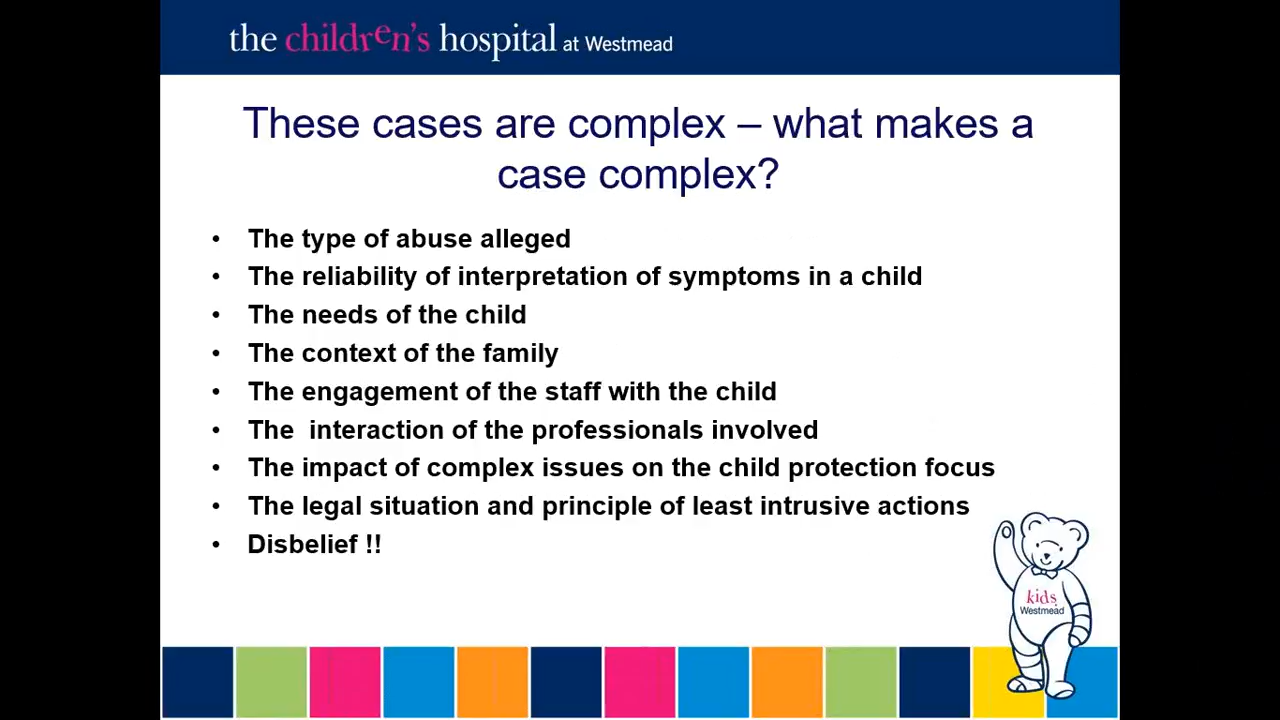 the children's hospital at Westmead
These cases are complex – what makes a
case complex?
• The type of abuse alleged
• The reliability of interpretation of symptoms in a child
• The needs of the child
• The context of the family
• The engagement of the staff with the child
• The  interaction of the professionals involved
• The impact of complex issues on the child protection focus
• The legal situation and principle of least intrusive actions
• Disbelief !!
kids
Westmead